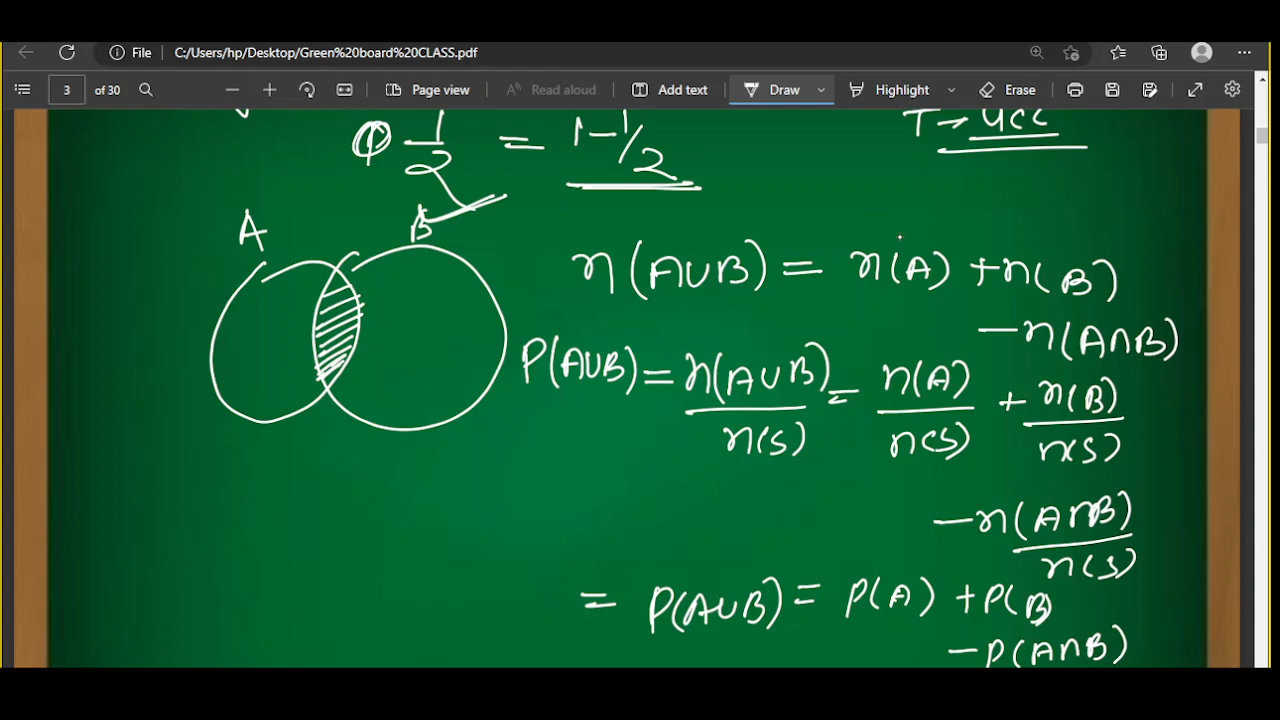 File C:/Users/hp/Desktop/Green%20board%20CLASS.pdf
3 of 30 Page view Read aloud Add text Draw Highlight Erase
1/2 = 1-1/2
A B
n(A∪B) = n(A) + n(B)
- n(A∩B)
P(A∪B) = n(A∪B)/n(S) = n(A)/n(S) + n(B)/n(S)
- n(A∩B)/n(S)
= P(A∪B) = P(A) + P(B)
- P(A∩B)